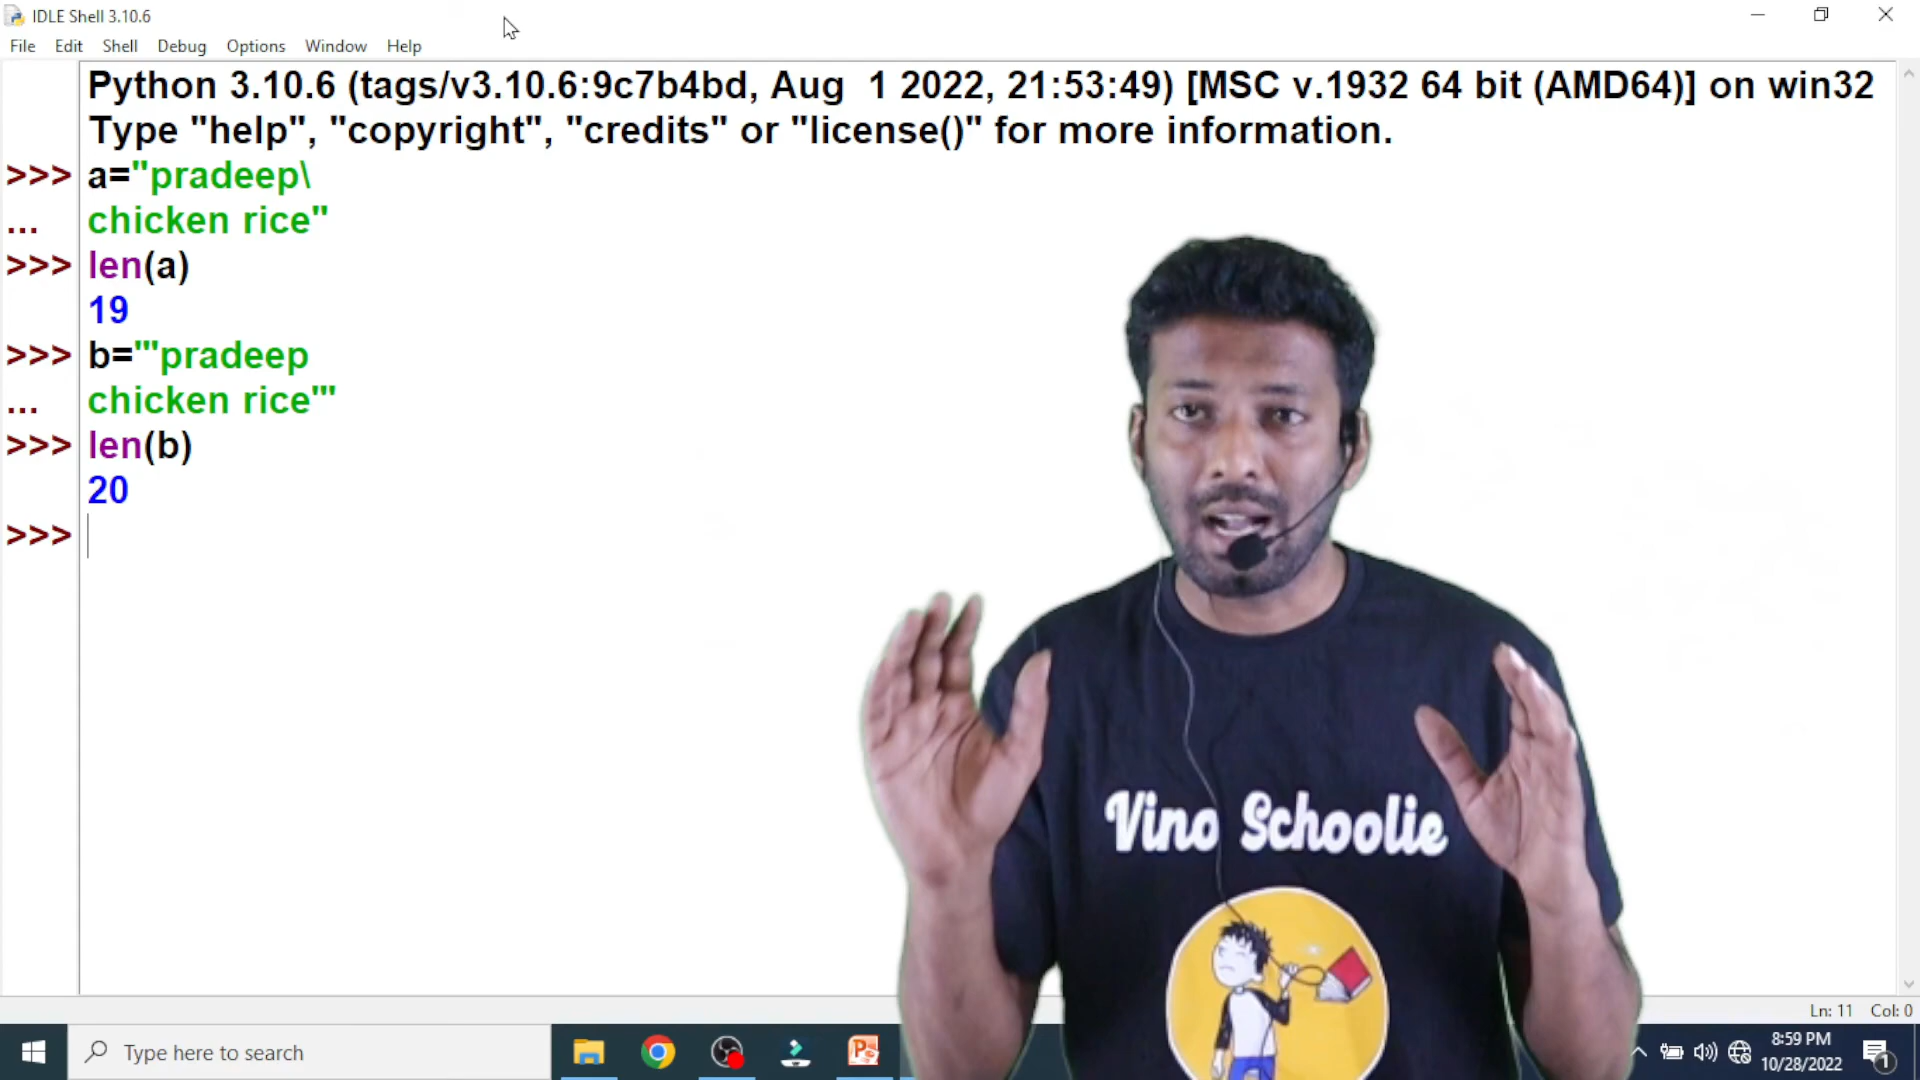 IDLE Shell 3.10.6
File Edit Shell Debug Options Window Help
Python 3.10.6 (tags/v3.10.6:9c7b4bd, Aug  1 2022, 21:53:49) [MSC v.1932 64 bit (AMD64)] on win32
Type "help", "copyright", "credits" or "license()" for more information.
>>> a="pradeep\
... chicken rice"
>>> len(a)
19
>>> b='''pradeep
... chicken rice'''
>>> len(b)
20
>>>
Vino Schoolie
Ln: 11 Col: 0
Type here to search
8:59 PM
10/28/2022
1